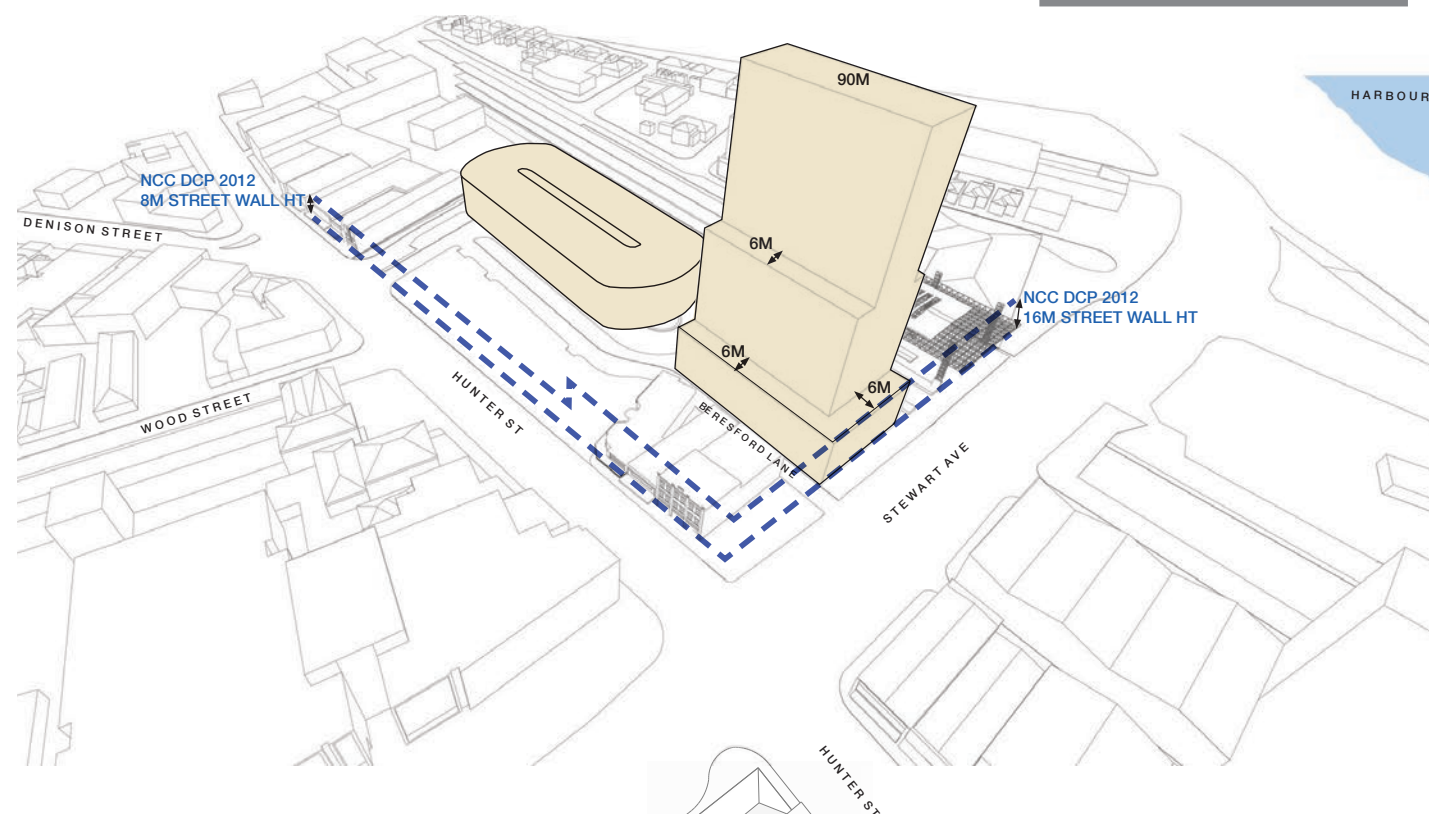 90M
HARBOUR
NCC DCP 2012
8M STREET WALL HT
DENISON STREET
6M
NCC DCP 2012
16M STREET WALL HT
6M
6M
HUNTER ST
WOOD STREET
BERESFORD LANE
STEWART AVE
HUNTER ST